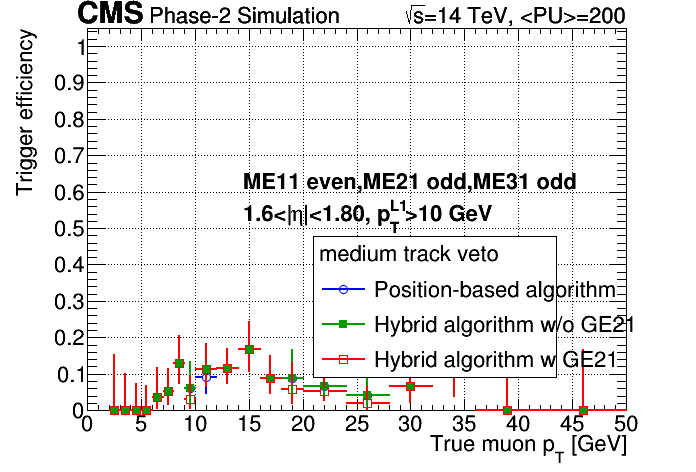 CMS Phase-2 Simulation √s=14 TeV, <PU>=200
Trigger efficiency
1
0.9
0.8
0.7
0.6
0.5
0.4
0.3
0.2
0.1
0
ME11 even,ME21 odd,ME31 odd
1.6<|η|<1.80, p_T^L1>10 GeV
medium track veto
Position-based algorithm
Hybrid algorithm w/o GE21
Hybrid algorithm w GE21
0 5 10 15 20 25 30 35 40 45 50
True muon p_T [GeV]